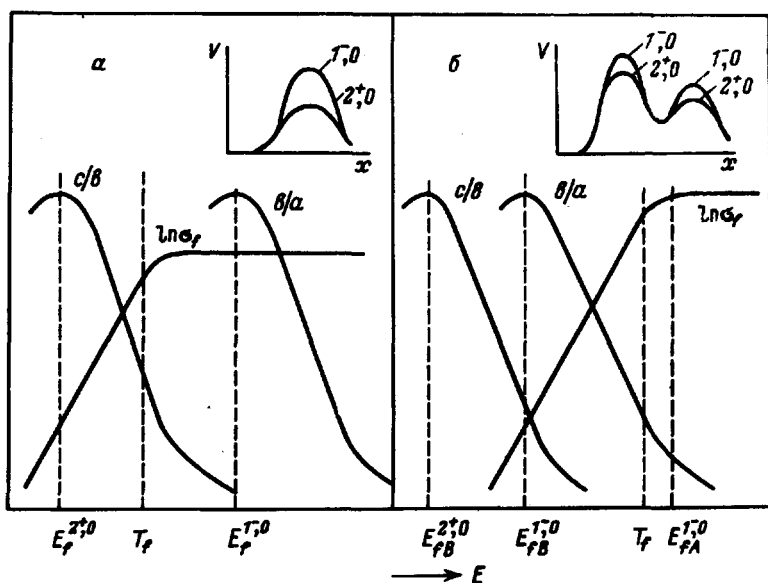 а
V
1⁻,0
2⁺,0
x
c/в
в/a
lnσ_f
E_f^{2⁺,0}
T_f
E_f^{1⁻,0}
б
V
1⁻,0
2⁺,0
1⁻,0
2⁺,0
x
c/в
в/a
lnσ_f
E_{fB}^{2⁺,0}
E_{fB}^{1⁻,0}
T_f
E_{fA}^{1⁻,0}
E